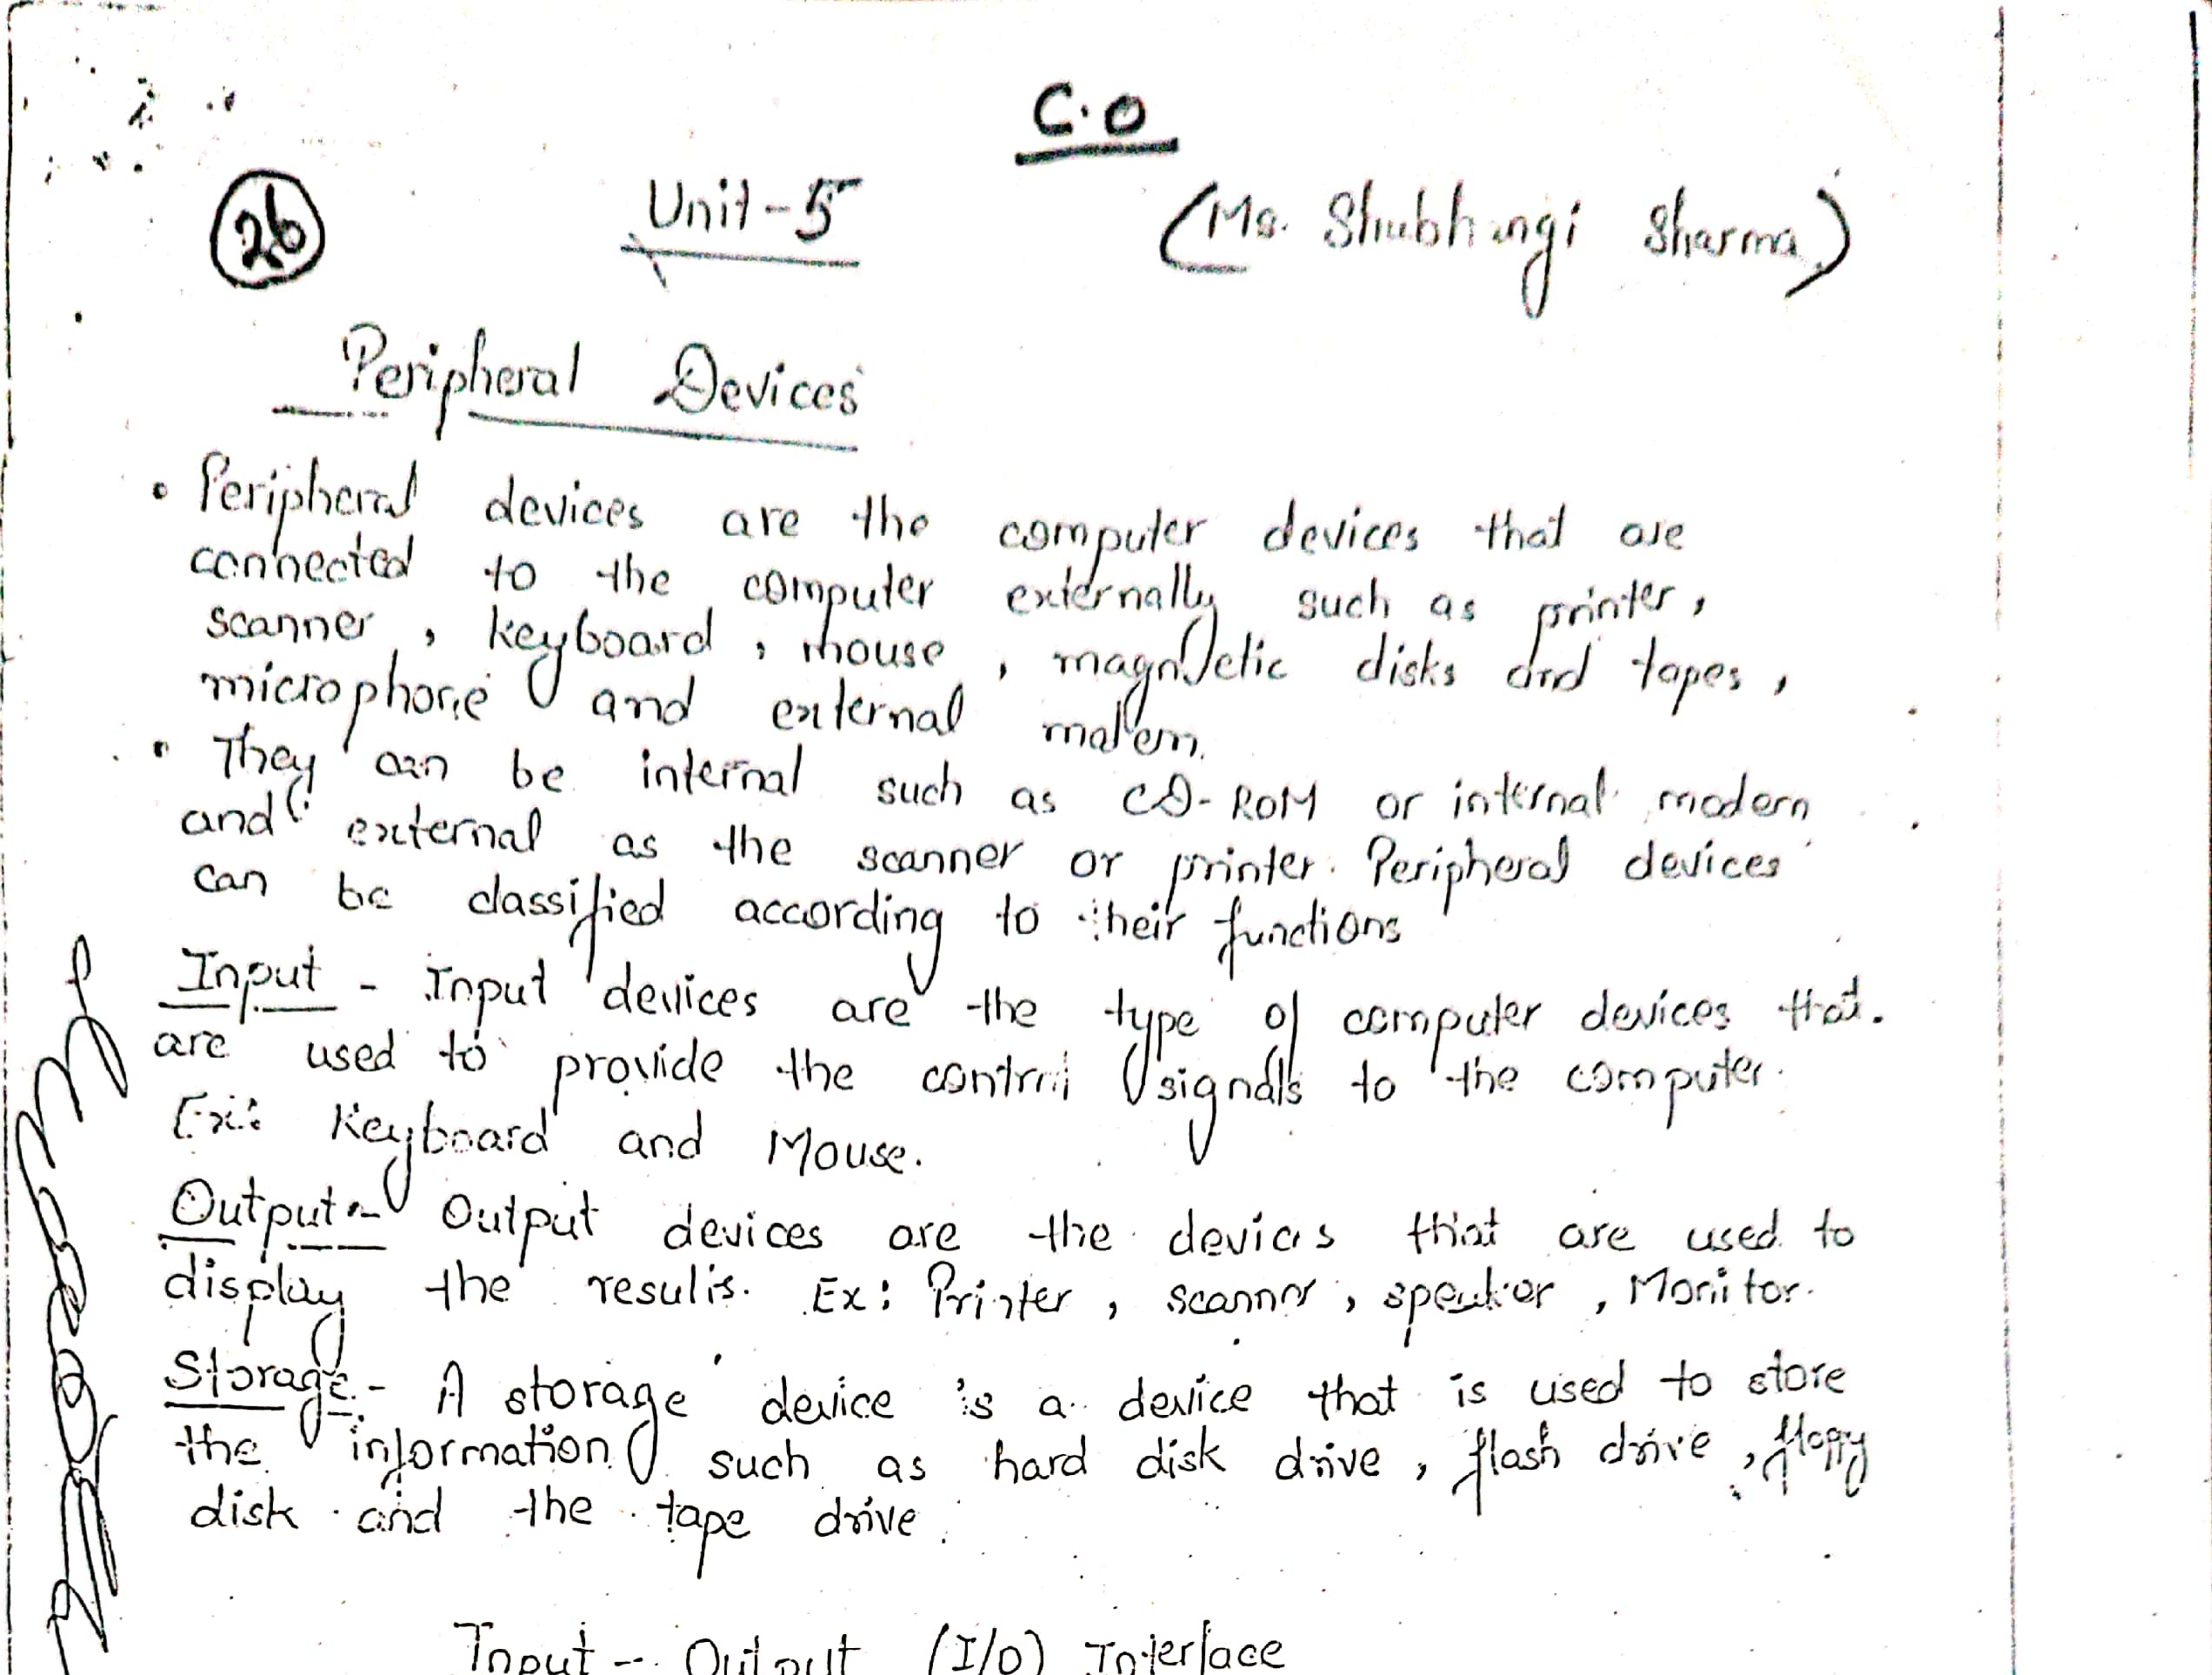 C.O
26
Unit-5
(Ms. Shubhangi Sharma)
Peripheral Devices
• Peripheral devices are the computer devices that are
connected to the computer externally such as printer,
scanner, keyboard, mouse, magnetic disks and tapes,
microphone and external modem.
• They can be internal such as CD-ROM or internal modem
and external as the scanner or printer. Peripheral devices
can be classified according to their functions
Input - Input devices are the type of computer devices that.
are used to provide the control signals to the computer.
Ex: Keyboard and Mouse.
Output - Output devices are the devices that are used to
display the results. Ex: Printer, scanner, speaker, Monitor.
Storage - A storage device is a device that is used to store
the information such as hard disk drive, flash drive, floppy
disk and the tape drive.
Input - Output (I/O) Interface